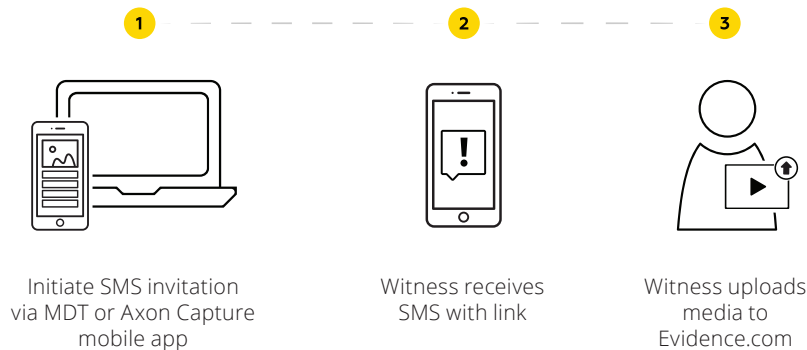 1
2
3
!
Initiate SMS invitation
via MDT or Axon Capture
mobile app
Witness receives
SMS with link
Witness uploads
media to
Evidence.com